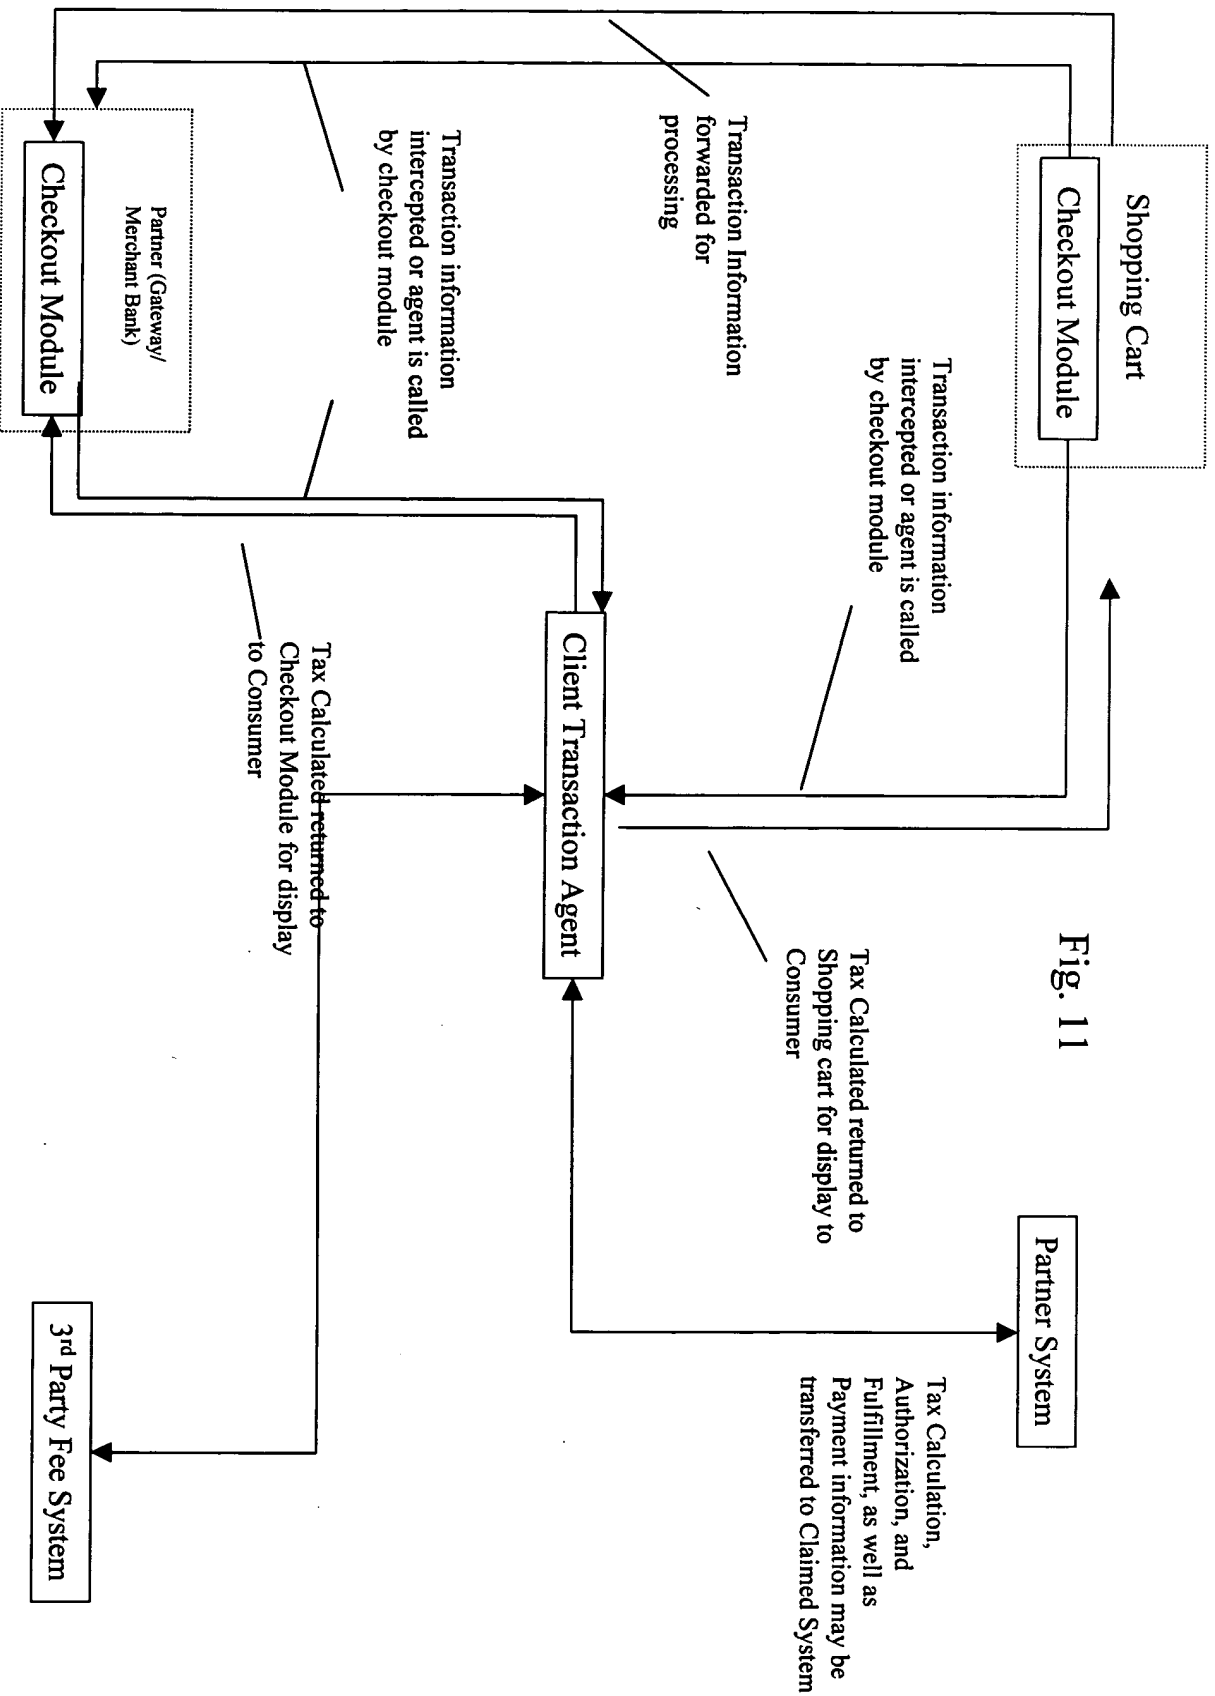 Fig. 11
Shopping Cart
Checkout Module
Partner System
Transaction information
intercepted or agent is called
by checkout module
Tax Calculated returned to
Shopping cart for display to
Consumer
Tax Calculation,
Authorization, and
Fulfillment, as well as
Payment information may be
transferred to Claimed System
Transaction Information
forwarded for
processing
Client Transaction Agent
Transaction information
intercepted or agent is called
by checkout module
Tax Calculated returned to
Checkout Module for display
to Consumer
Partner (Gateway/
Merchant Bank)
Checkout Module
3rd Party Fee System